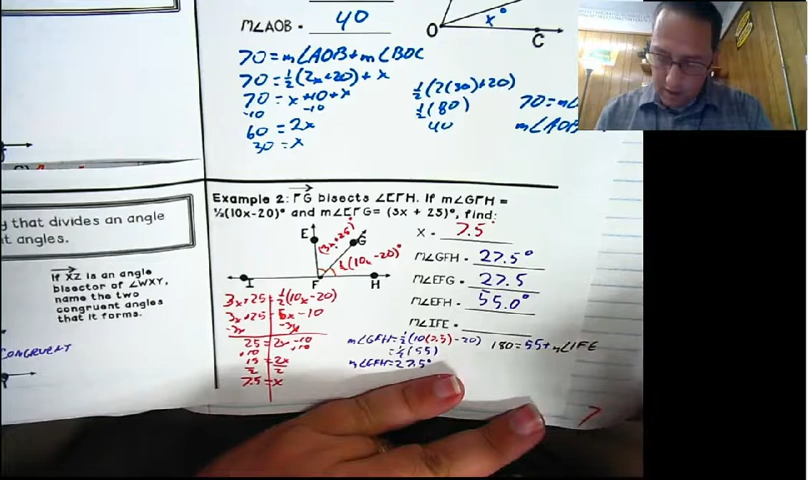 m∠AOB = 40
70 = m∠AOB + m∠BOC
70 = ½(2x+20) + x
70 = x+10+x
-10 -10
60 = 2x
30 = x
O
x°
C
½(2(30)+20)
½(80)
40
70 = m∠
m∠AOB
y that divides an angle
nt angles.
If XZ is an angle
bisector of ∠WXY,
name the two
congruent angles
that it forms.
CONGRUENT
Example 2: FG bisects ∠EFH. If m∠GFH =
½(10x-20)° and m∠EFG= (3x + 25)°, find:
E
(3x+25)°
G
½(10x-20)°
I
F
H
x = 7.5
m∠GFH = 27.5°
m∠EFG = 27.5
m∠EFH = 55.0°
m∠IFE =
3x+25 = ½(10x-20)
3x+25 = 5x-10
-3x -3x
25 = 2x-10
+10 +10
15 = 2x
2 2
7.5 = x
m∠GFH = ½(10(7.5)-20)
= ½(55)
m∠GFH = 27.5°
180 = 55 + m∠IFE